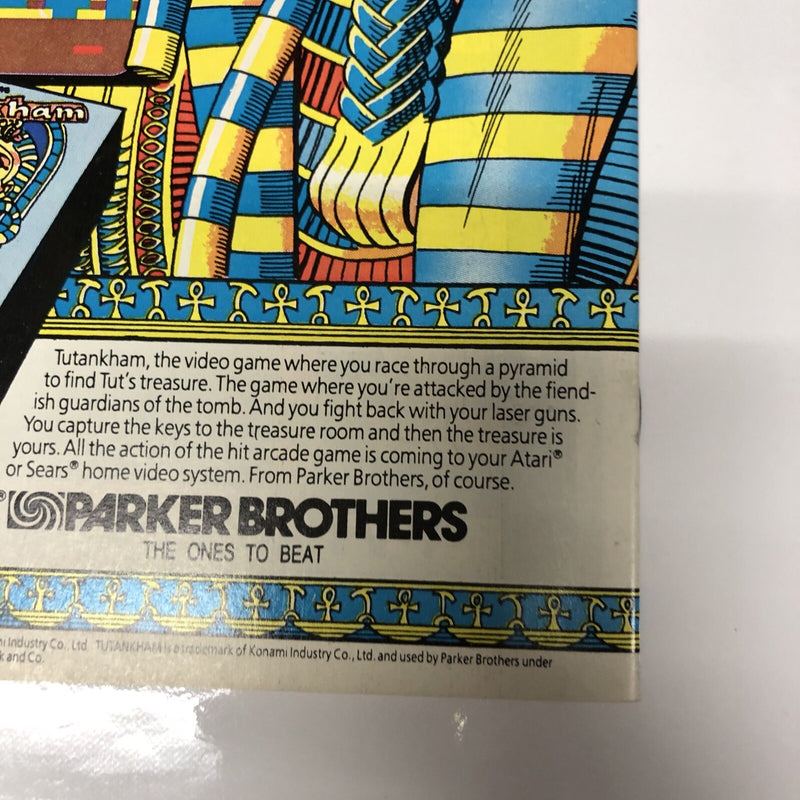 ham
Tutankham, the video game where you race through a pyramid
to find Tut's treasure. The game where you're attacked by the fiend-
ish guardians of the tomb. And you fight back with your laser guns.
You capture the keys to the treasure room and then the treasure is
yours. All the action of the hit arcade game is coming to your Atari®
or Sears® home video system. From Parker Brothers, of course.
® PARKER BROTHERS
THE ONES TO BEAT
Industry Co., Ltd. TUTANKHAM is a trademark of Konami Industry Co., Ltd. and used by Parker Brothers under
and Co.